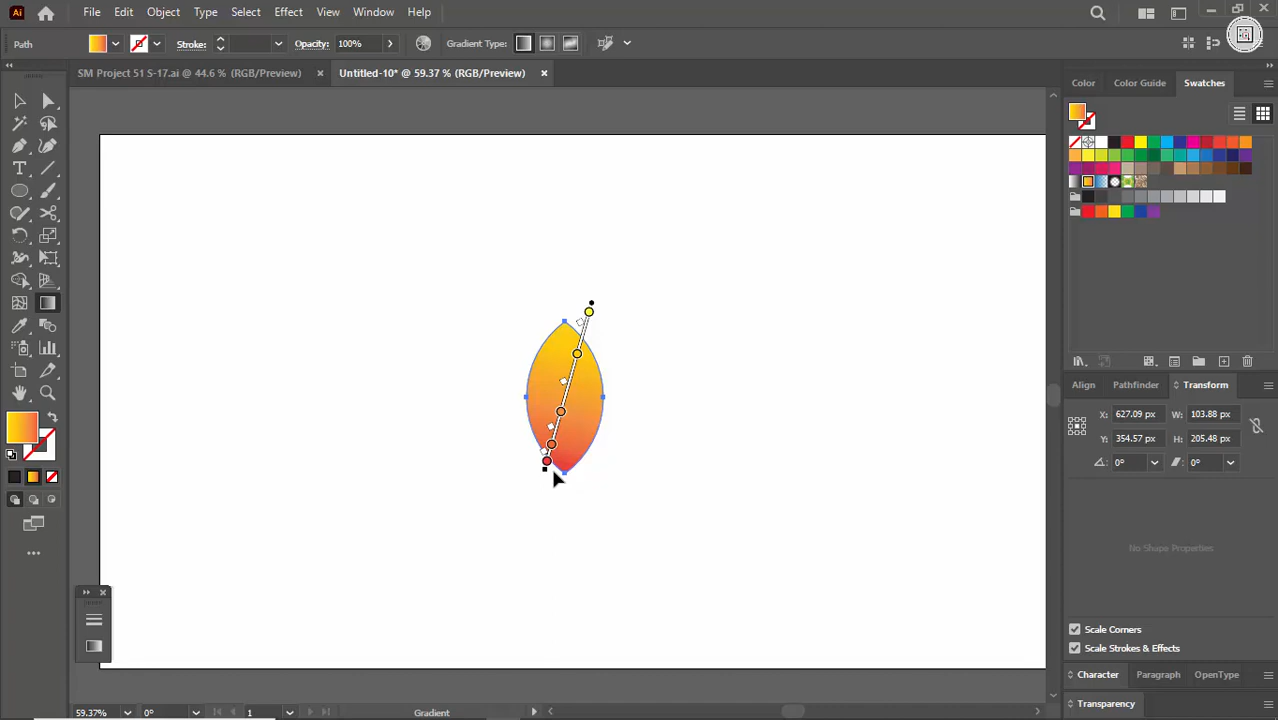 Ai File Edit Object Type Select Effect View Window Help
Path Stroke: Opacity: 100% Gradient Type:
SM Project 51 S-17.ai @ 44.6 % (RGB/Preview) Untitled-10* @ 59.37 % (RGB/Preview)
Color Color Guide Swatches
Align Pathfinder Transform
X: 627.09 px W: 103.88 px
Y: 354.57 px H: 205.48 px
0° 0°
No Shape Properties
Scale Corners
Scale Strokes & Effects
Character Paragraph OpenType
Transparency
59.37% 0° 1 Gradient